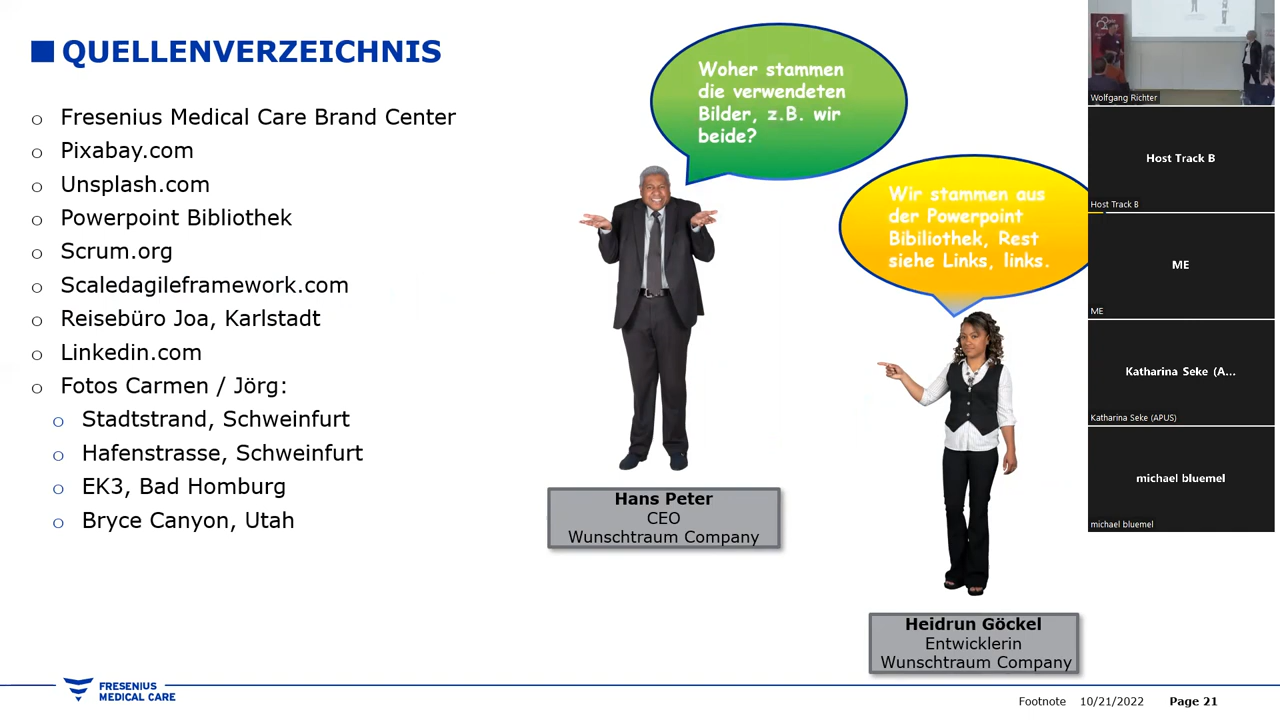 QUELLENVERZEICHNIS
Fresenius Medical Care Brand Center
Pixabay.com
Unsplash.com
Powerpoint Bibliothek
Scrum.org
Scaledagileframework.com
Reisebüro Joa, Karlstadt
Linkedin.com
Fotos Carmen / Jörg:
Stadtstrand, Schweinfurt
Hafenstrasse, Schweinfurt
EK3, Bad Homburg
Bryce Canyon, Utah
Woher stammen
die verwendeten
Bilder, z.B. wir
beide?
Wir stammen aus
der Powerpoint
Bibiliothek, Rest
siehe Links, links.
Hans Peter
CEO
Wunschtraum Company
Heidrun Göckel
Entwicklerin
Wunschtraum Company
Wolfgang Richter
Host Track B
Host Track B
ME
ME
Katharina Seke (A...
Katharina Seke (APUS)
michael bluemel
michael bluemel
FRESENIUS
MEDICAL CARE
Footnote 10/21/2022 Page 21